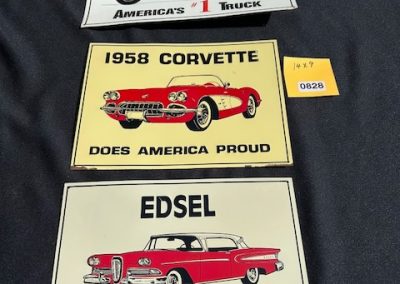 AMERICA'S #1 TRUCK
1958 CORVETTE
14 X 9
0828
DOES AMERICA PROUD
EDSEL